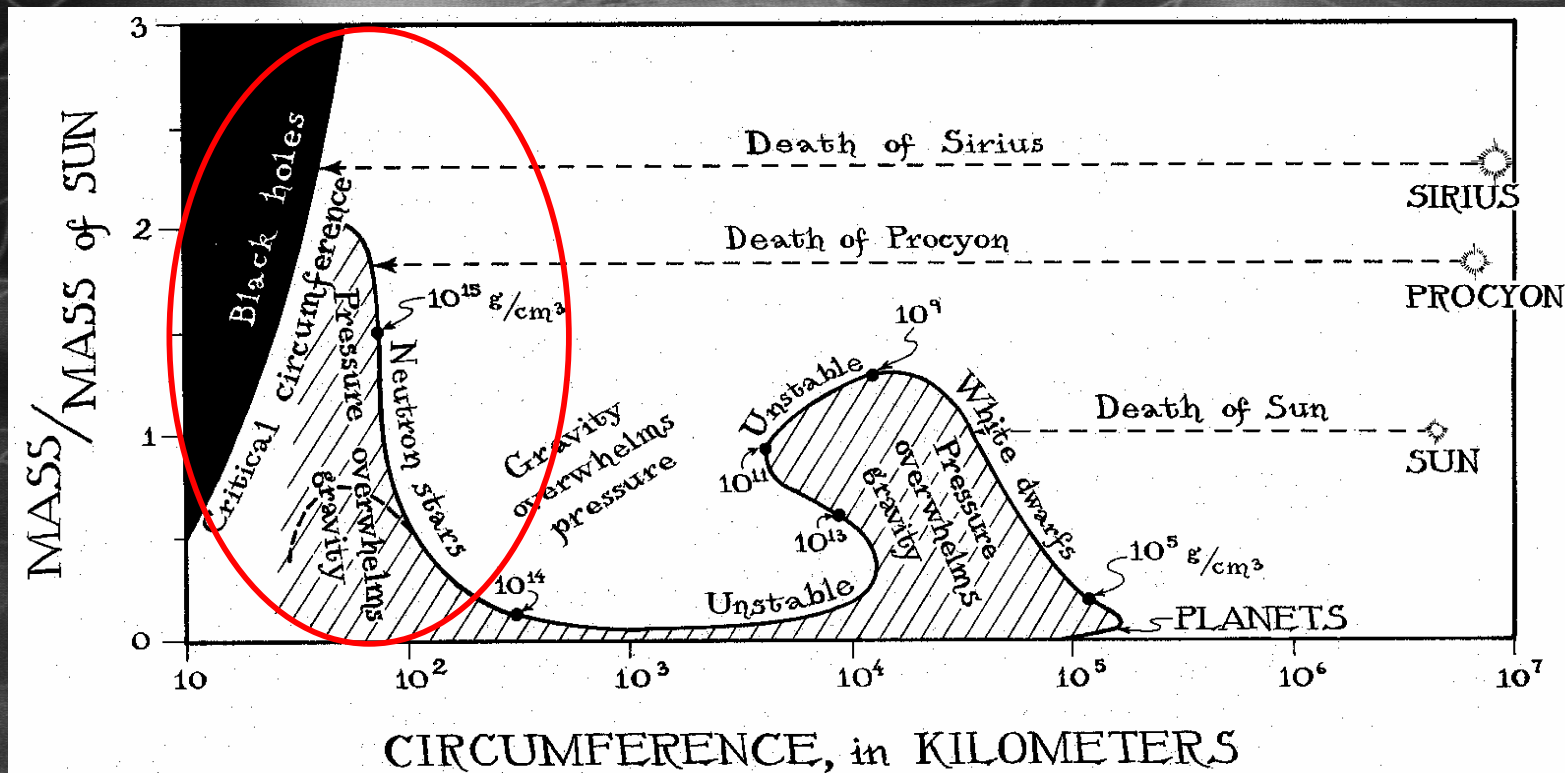 MASS/MASS of SUN
3
2
1
0
Black holes
Critical circumference
Pressure overwhelms gravity
Neutron stars
10¹⁵ g/cm³
10¹⁴
Gravity
overwhelms
pressure
Death of Sirius
SIRIUS
Death of Procyon
PROCYON
Death of Sun
SUN
Unstable
10⁹
10¹¹
10¹³
Unstable
White dwarfs
Pressure
overwhelms
gravity
10⁵ g/cm³
PLANETS
10 10² 10³ 10⁴ 10⁵ 10⁶ 10⁷
CIRCUMFERENCE, in KILOMETERS